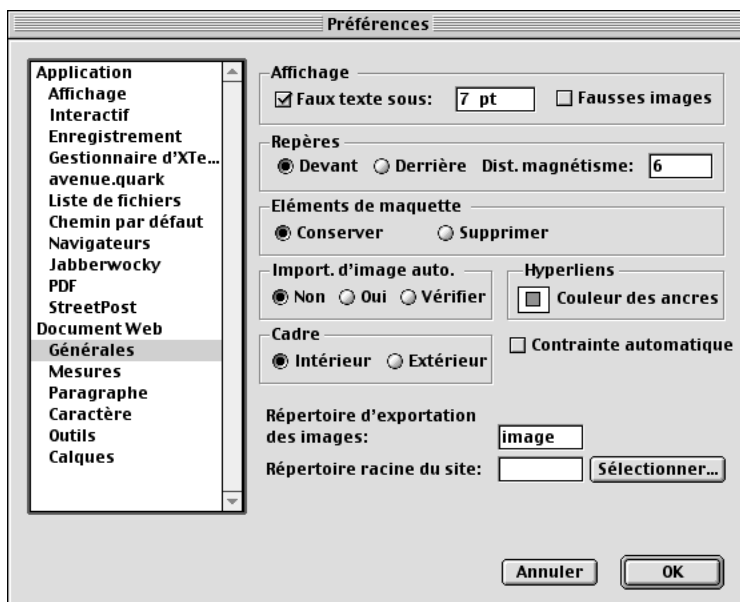 Préférences
Application
Affichage
Interactif
Enregistrement
Gestionnaire d'XTe...
avenue.quark
Liste de fichiers
Chemin par défaut
Navigateurs
Jabberwocky
PDF
StreetPost
Document Web
Générales
Mesures
Paragraphe
Caractère
Outils
Calques
Affichage
Faux texte sous: 7 pt Fausses images
Repères
Devant Derrière Dist. magnétisme: 6
Eléments de maquette
Conserver Supprimer
Import. d'image auto.
Non Oui Vérifier
Hyperliens
Couleur des ancres
Cadre
Intérieur Extérieur
Contrainte automatique
Répertoire d'exportation
des images: image
Répertoire racine du site: Sélectionner...
Annuler OK